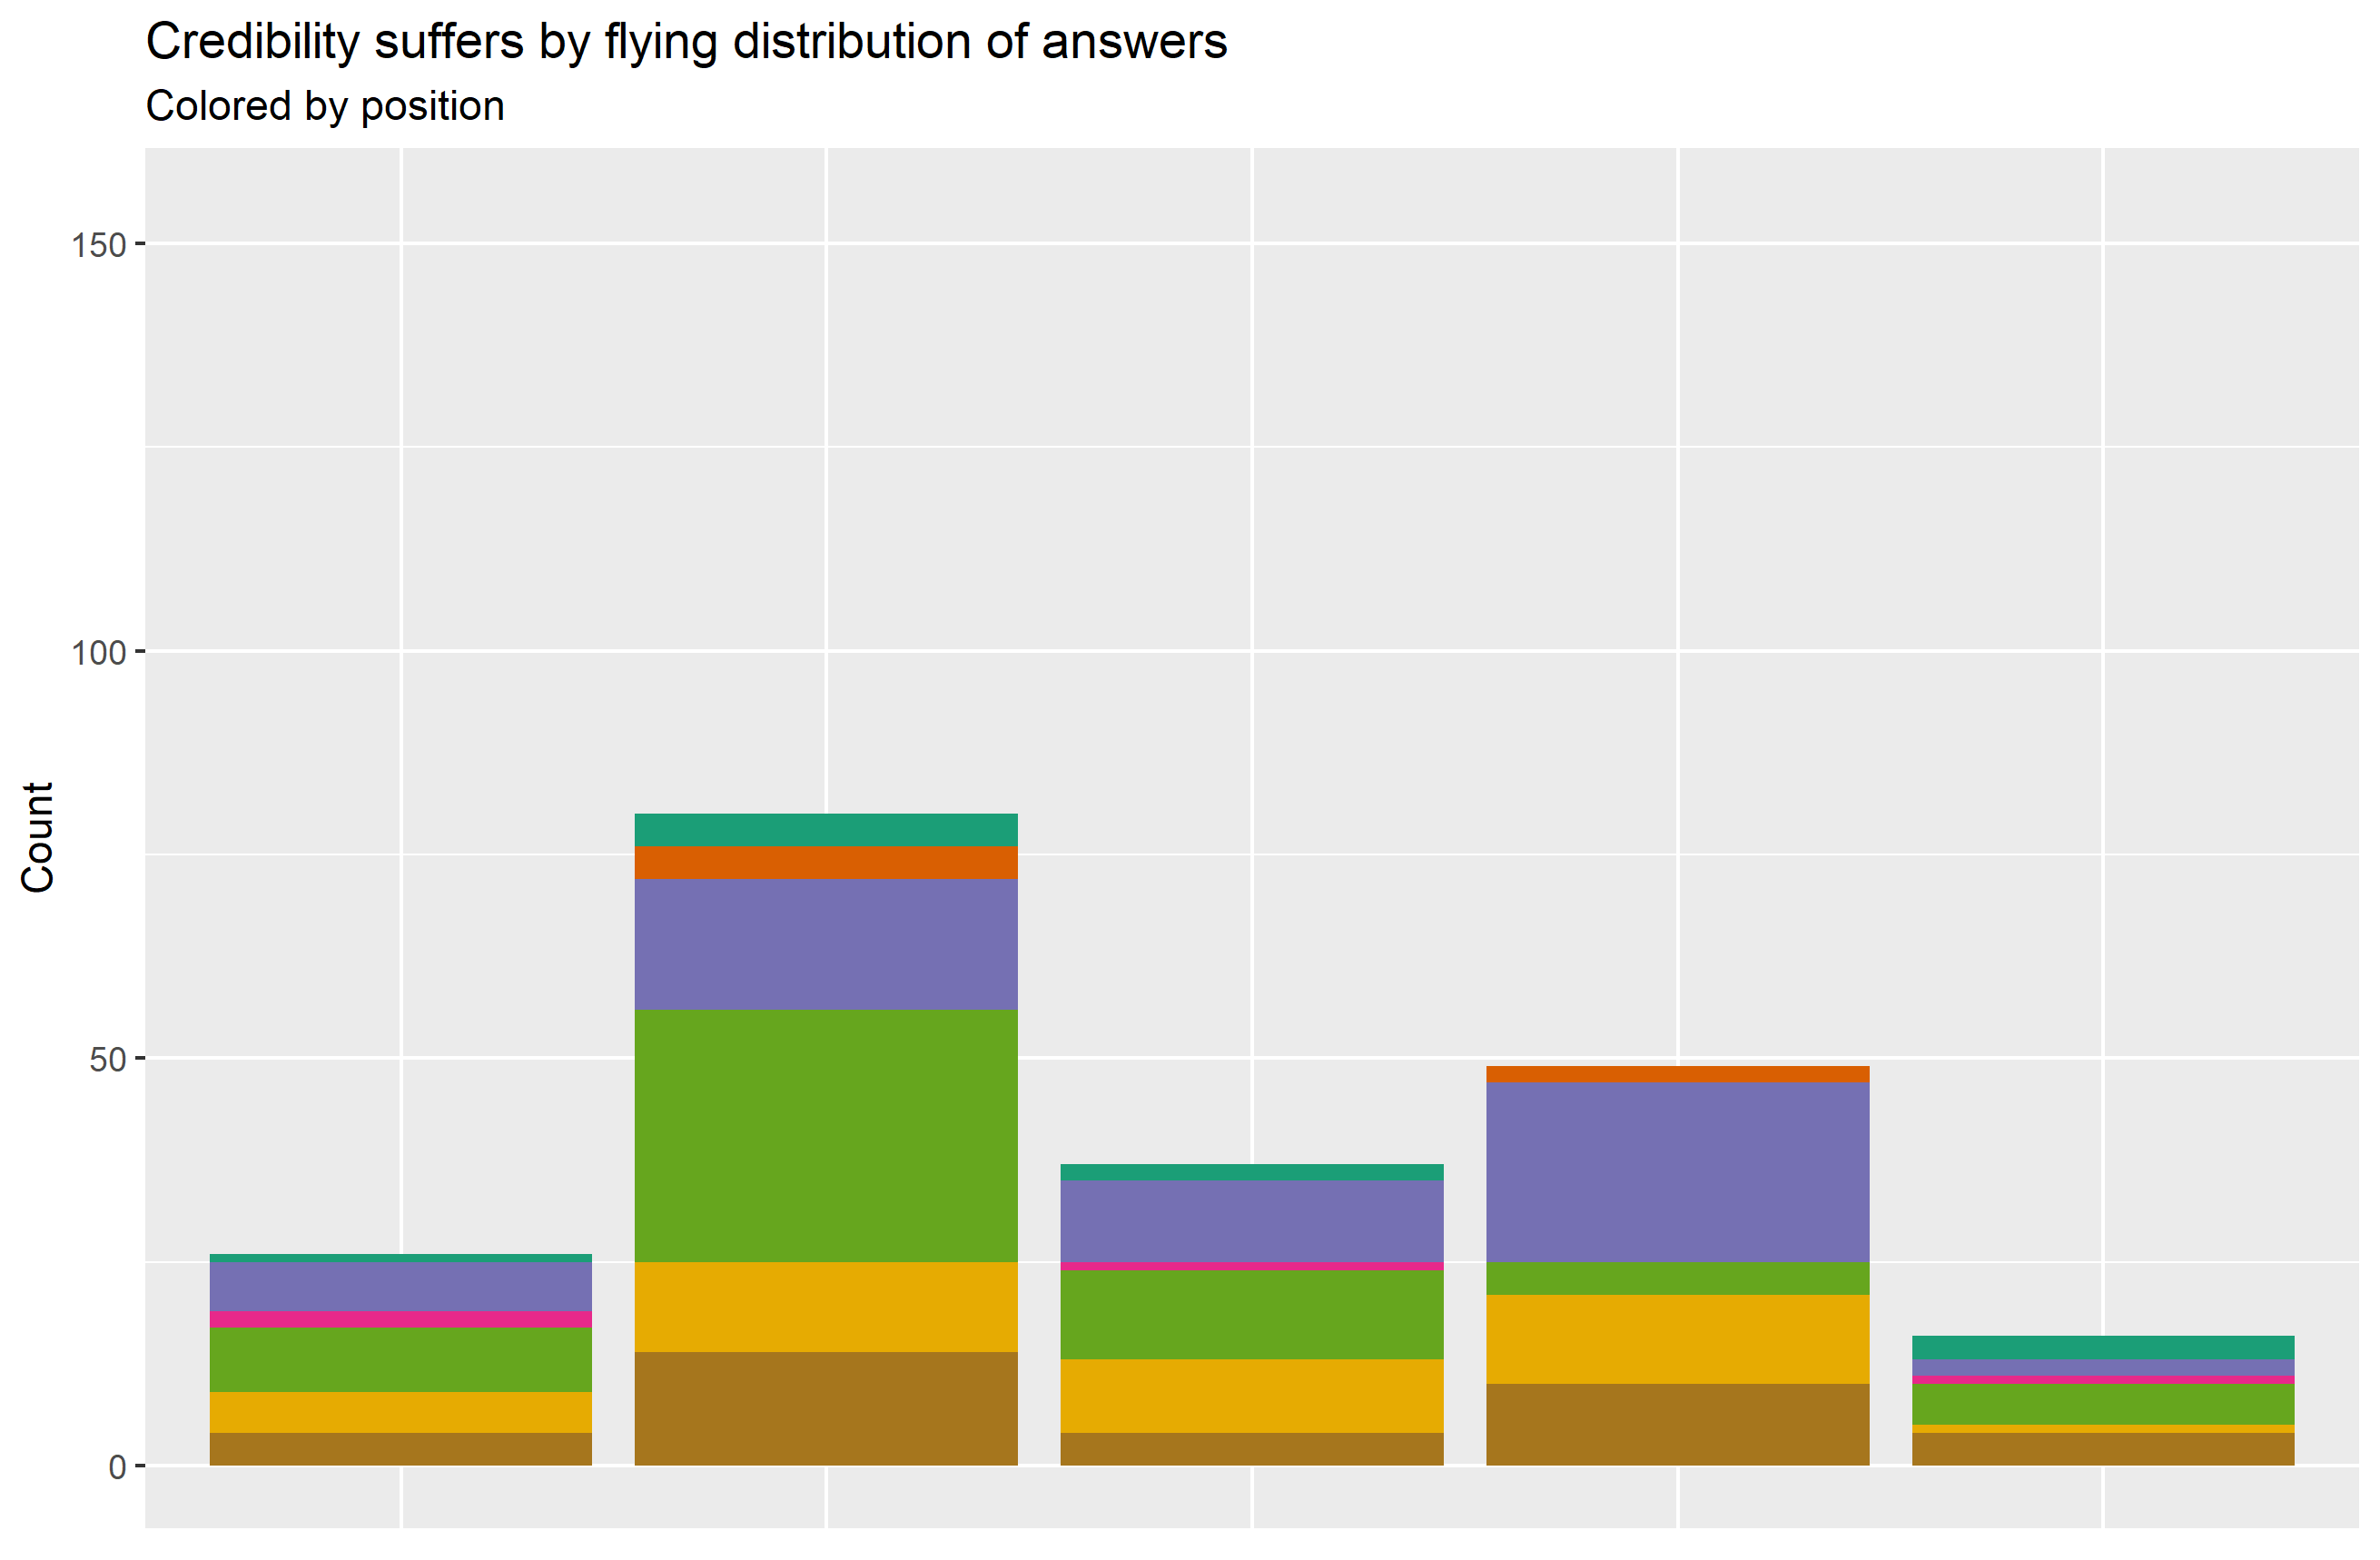 Credibility suffers by flying distribution of answers
Colored by position
150
100
50
0
Count